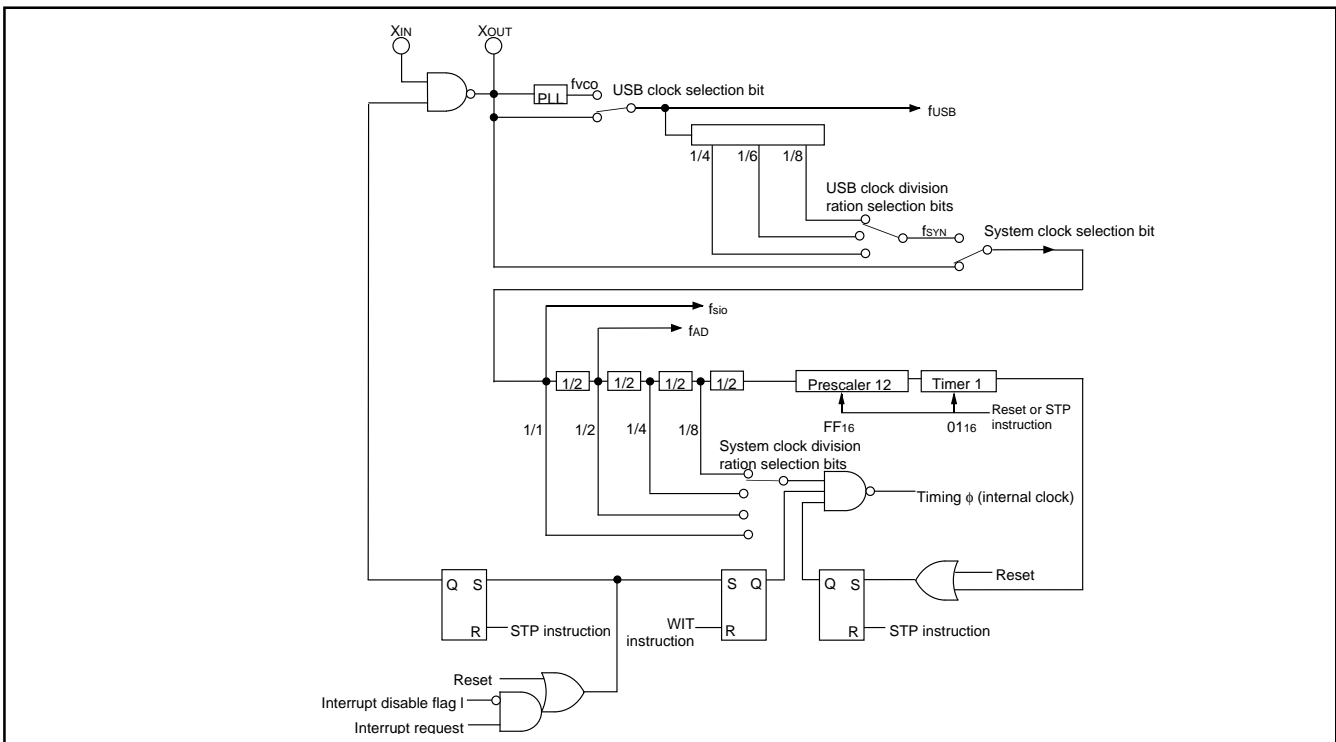 XIN
XOUT
PLL
fVCO
USB clock selection bit
fUSB
1/4
1/6
1/8
USB clock division
ration selection bits
fSYN
System clock selection bit
fsio
fAD
1/2
1/2
1/2
1/2
Prescaler 12
Timer 1
FF16
0116
Reset or STP
instruction
1/1
1/2
1/4
1/8
System clock division
ration selection bits
Timing ϕ (internal clock)
Q S
R
STP instruction
S Q
R
WIT
instruction
Q S
R
STP instruction
Reset
Reset
Interrupt disable flag I
Interrupt request